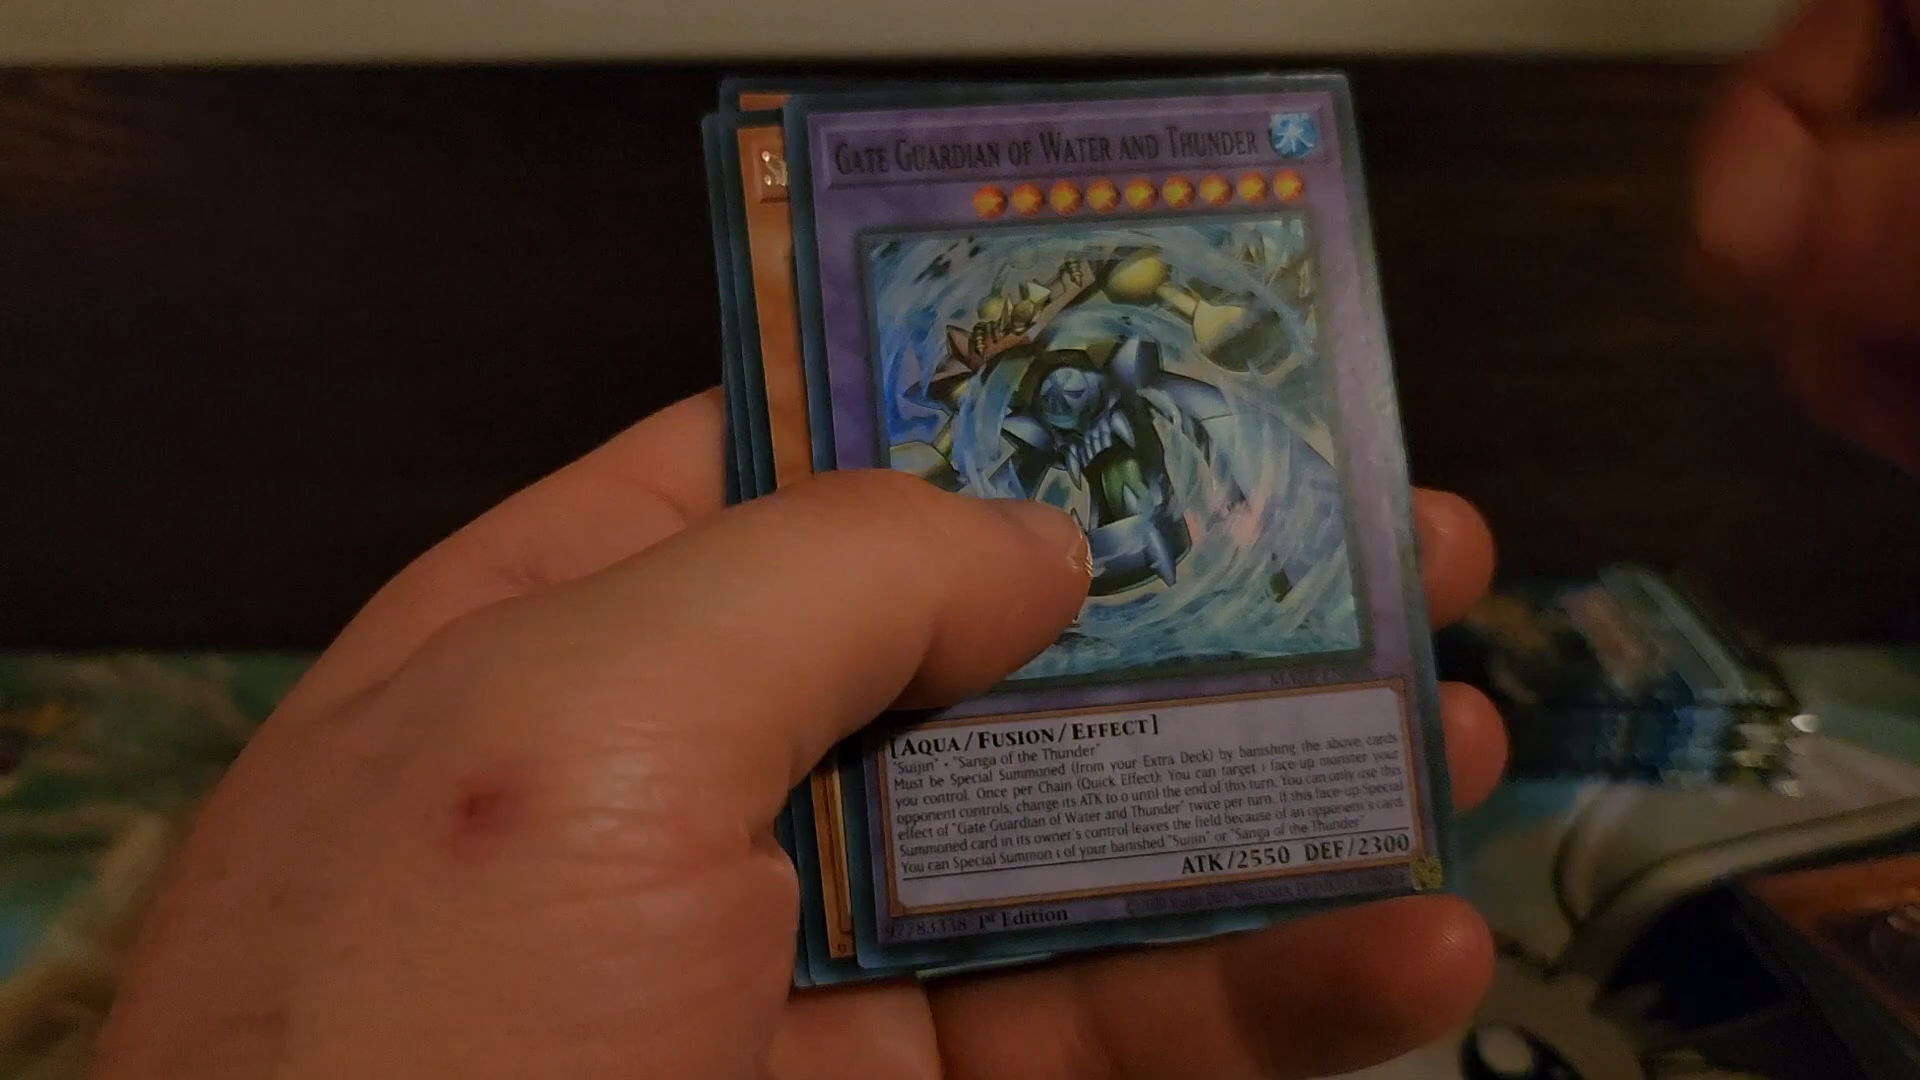 GATE GUARDIAN OF WATER AND THUNDER
水
[AQUA/FUSION/EFFECT]
"Suijin" + "Sanga of the Thunder"
Must be Special Summoned (from your Extra Deck) by banishing the above cards
you control. Once per Chain (Quick Effect): You can target 1 face-up monster your
opponent controls; change its ATK to 0 until the end of this turn. You can only use this
effect of "Gate Guardian of Water and Thunder" twice per turn. If this face-up Special
Summoned card in its owner's control leaves the field because of an opponent's card:
You can Special Summon 1 of your banished "Suijin" or "Sanga of the Thunder".
ATK/2550 DEF/2300
97783338 1st Edition